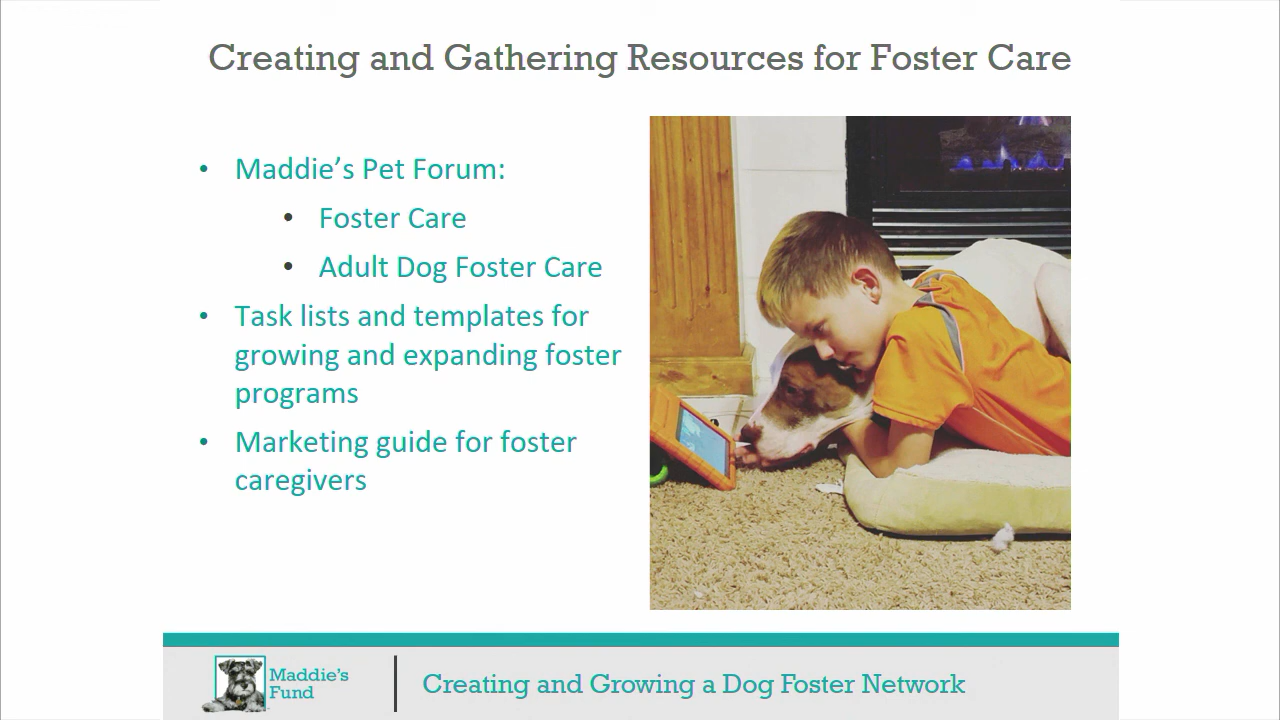 Creating and Gathering Resources for Foster Care
• Maddie's Pet Forum:
• Foster Care
• Adult Dog Foster Care
• Task lists and templates for
growing and expanding foster
programs
• Marketing guide for foster
caregivers
Maddie's
Fund
Creating and Growing a Dog Foster Network